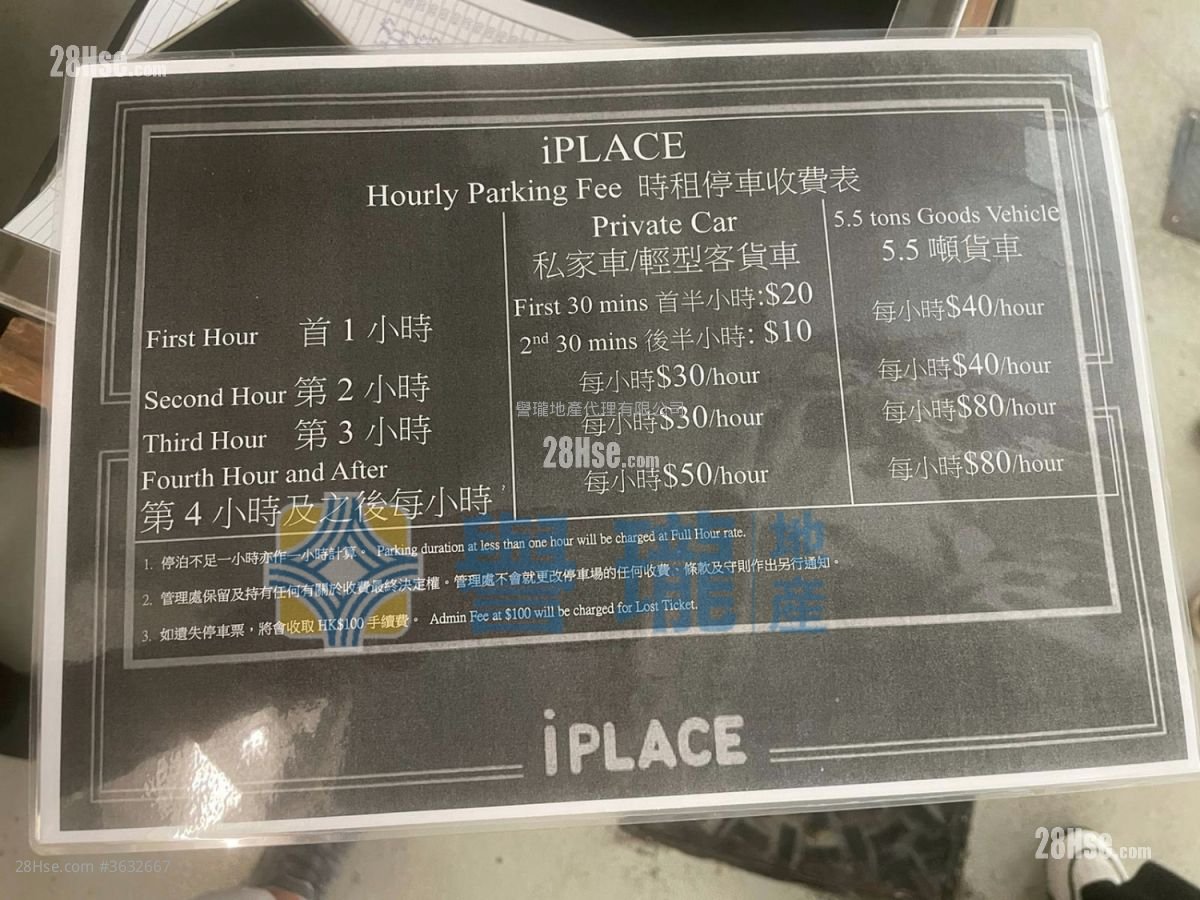 28Hse.com
iPLACE
Hourly Parking Fee 時租停車收費表
Private Car
5.5 tons Goods Vehicle
私家車/輕型客貨車
5.5 噸貨車
First Hour 首 1 小時
First 30 mins 首半小時:$20
2nd 30 mins 後半小時: $10
每小時$40/hour
Second Hour 第 2 小時
每小時$30/hour
每小時$40/hour
Third Hour 第 3 小時
每小時$30/hour
每小時$80/hour
Fourth Hour and After
第 4 小時及之後每小時
每小時$50/hour
每小時$80/hour
譽瓏地產代理有限公司
28Hse.com
1. 停泊不足一小時亦作一小時計算。 Parking duration at less than one hour will be charged at Full Hour rate.
2. 管理處保留及持有任何有關於收費最終決定權。管理處不會就更改停車場的任何收費、條款及守則作出另行通知。
3. 如遺失停車票，將會收取 HK$100 手續費。 Admin Fee at $100 will be charged for Lost Ticket.
譽瓏地產
iPLACE
28Hse.com
28Hse.com #3632667